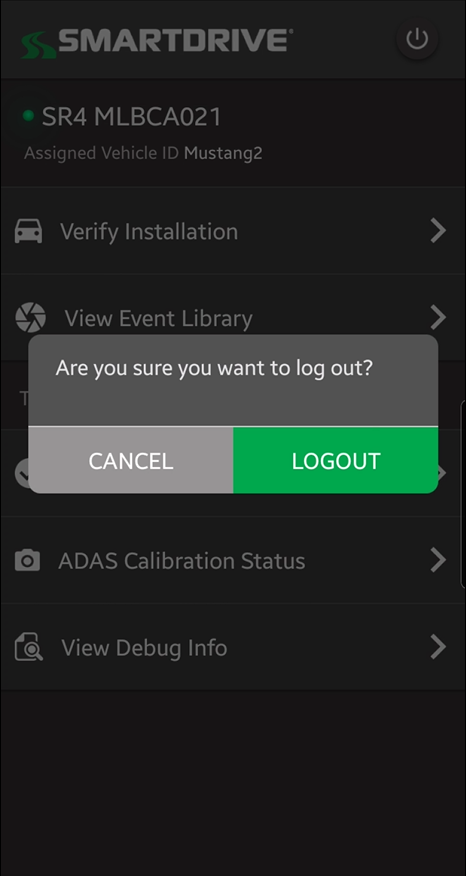 SMARTDRIVE®
SR4 MLBCA021
Assigned Vehicle ID Mustang2
Verify Installation
View Event Library
Are you sure you want to log out?
T
CANCEL
LOGOUT
ADAS Calibration Status
View Debug Info